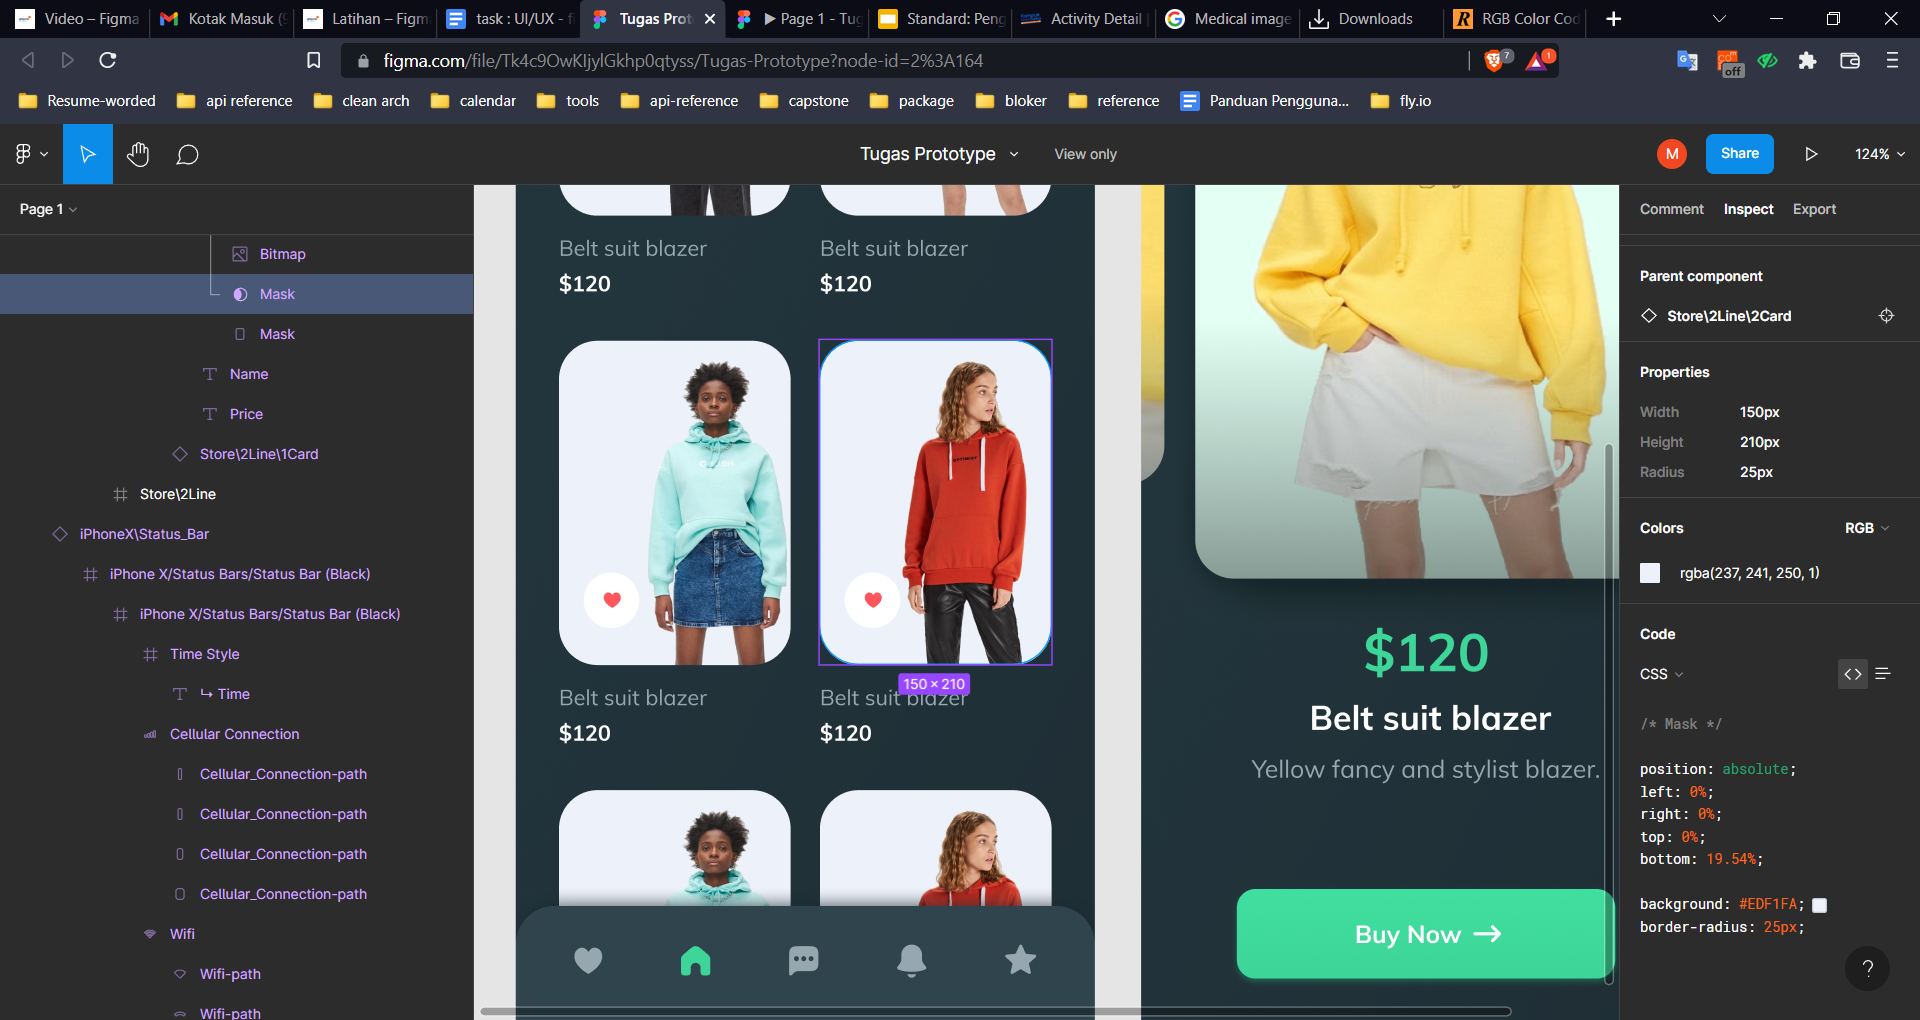 Video – Figma
Kotak Masuk
Latihan – Figm
task : UI/UX - f
Tugas Prot
Page 1 - Tug
Standard: Peng
Activity Detail
Medical image
Downloads
RGB Color Cod
figma.com/file/Tk4c9OwKIjylGkhp0qtyss/Tugas-Prototype?node-id=2%3A164
7
1
off
Resume-worded
api reference
clean arch
calendar
tools
api-reference
capstone
package
bloker
reference
Panduan Pengguna...
fly.io
Tugas Prototype
View only
M
Share
124%
Page 1
Comment
Inspect
Export
Bitmap
Mask
Mask
Name
Price
Store\2Line\1Card
Store\2Line
iPhoneX\Status_Bar
iPhone X/Status Bars/Status Bar (Black)
iPhone X/Status Bars/Status Bar (Black)
Time Style
Time
Cellular Connection
Cellular_Connection-path
Cellular_Connection-path
Cellular_Connection-path
Cellular_Connection-path
Wifi
Wifi-path
Wifi-path
Belt suit blazer
$120
Belt suit blazer
$120
150 × 210
Belt suit blazer
$120
Belt suit blazer
$120
$120
Belt suit blazer
Yellow fancy and stylist blazer.
Buy Now
Parent component
Store\2Line\2Card
Properties
Width 150px
Height 210px
Radius 25px
Colors
RGB
rgba(237, 241, 250, 1)
Code
CSS
/* Mask */
position: absolute;
left: 0%;
right: 0%;
top: 0%;
bottom: 19.54%;
background: #EDF1FA;
border-radius: 25px;
?